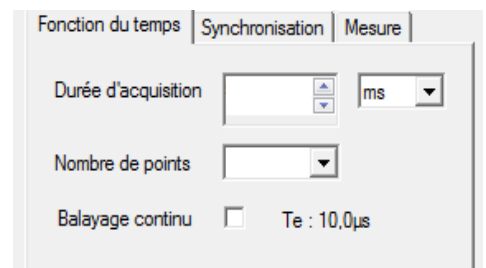 Fonction du temps Synchronisation Mesure
Durée d'acquisition ms
Nombre de points
Balayage continu Te : 10,0µs